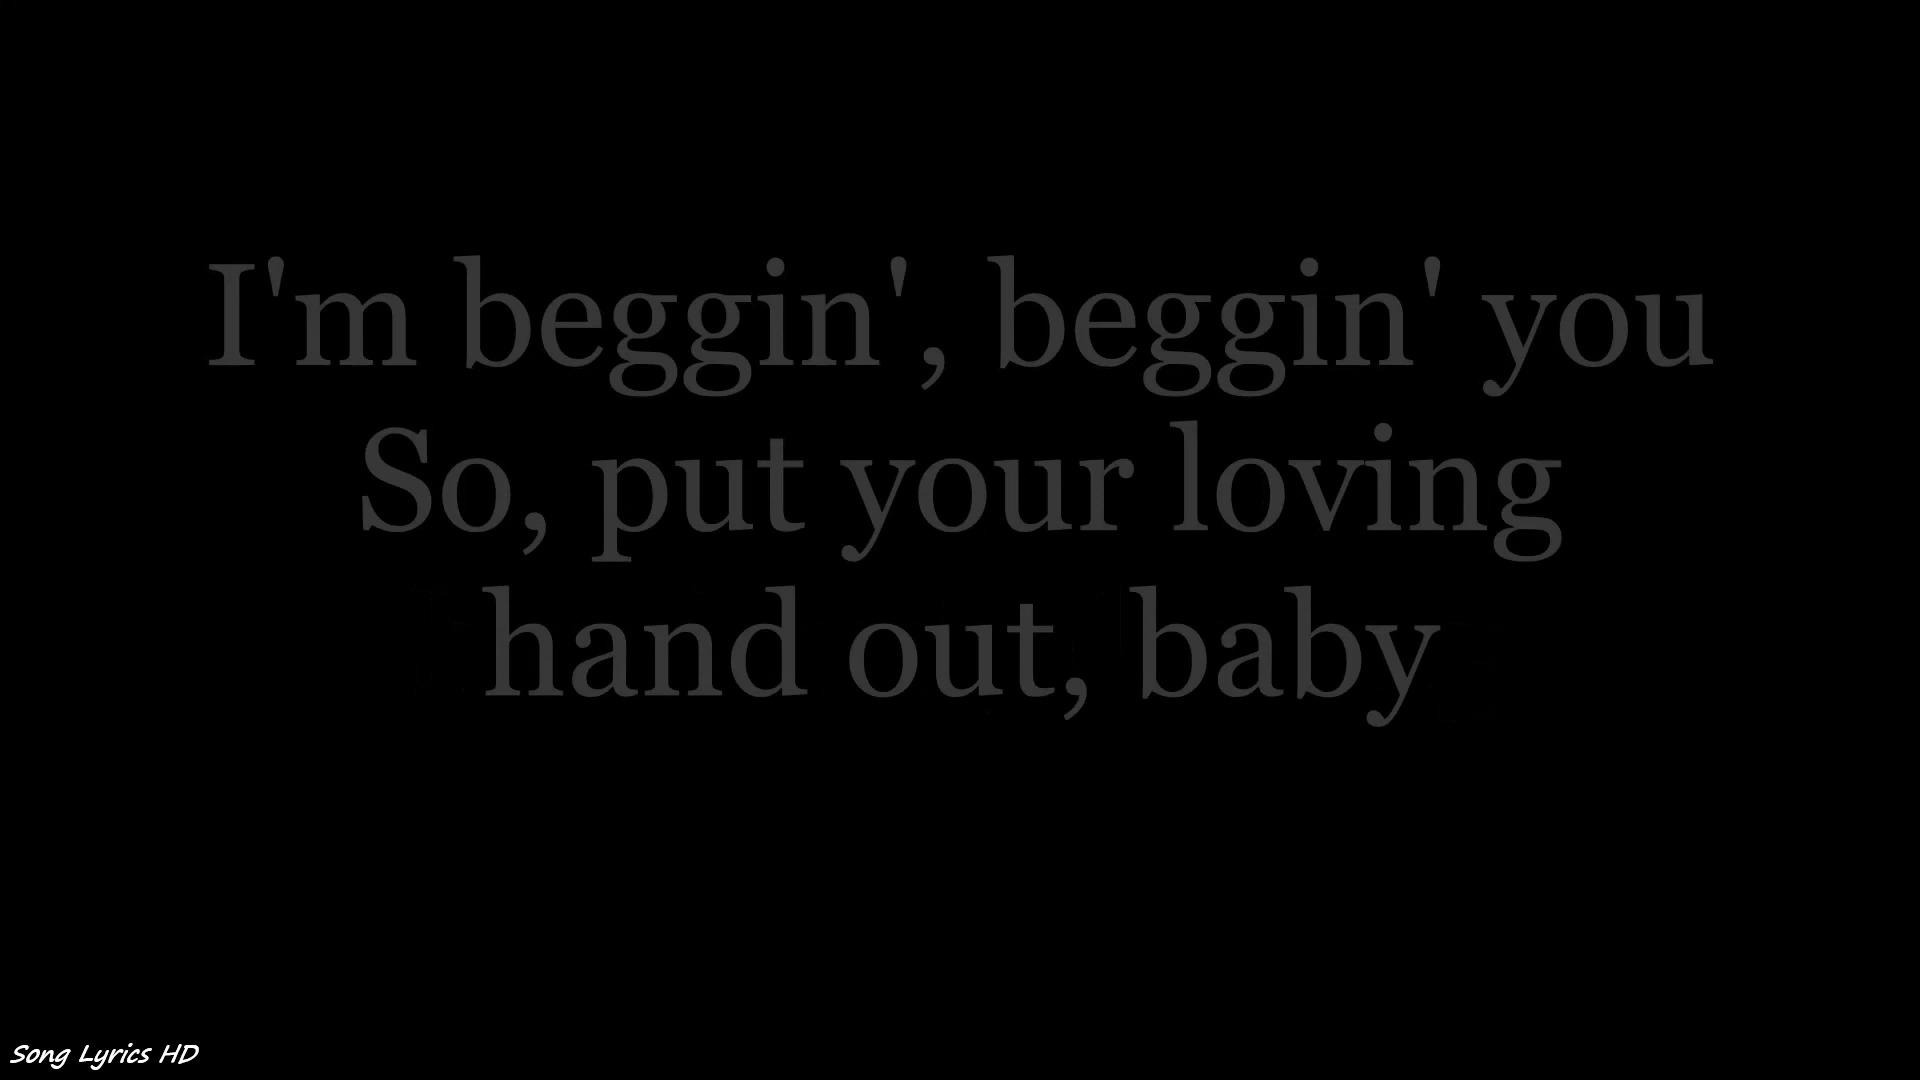 I'm beggin', beggin' you
So, put your loving
hand out, baby
Song Lyrics HD